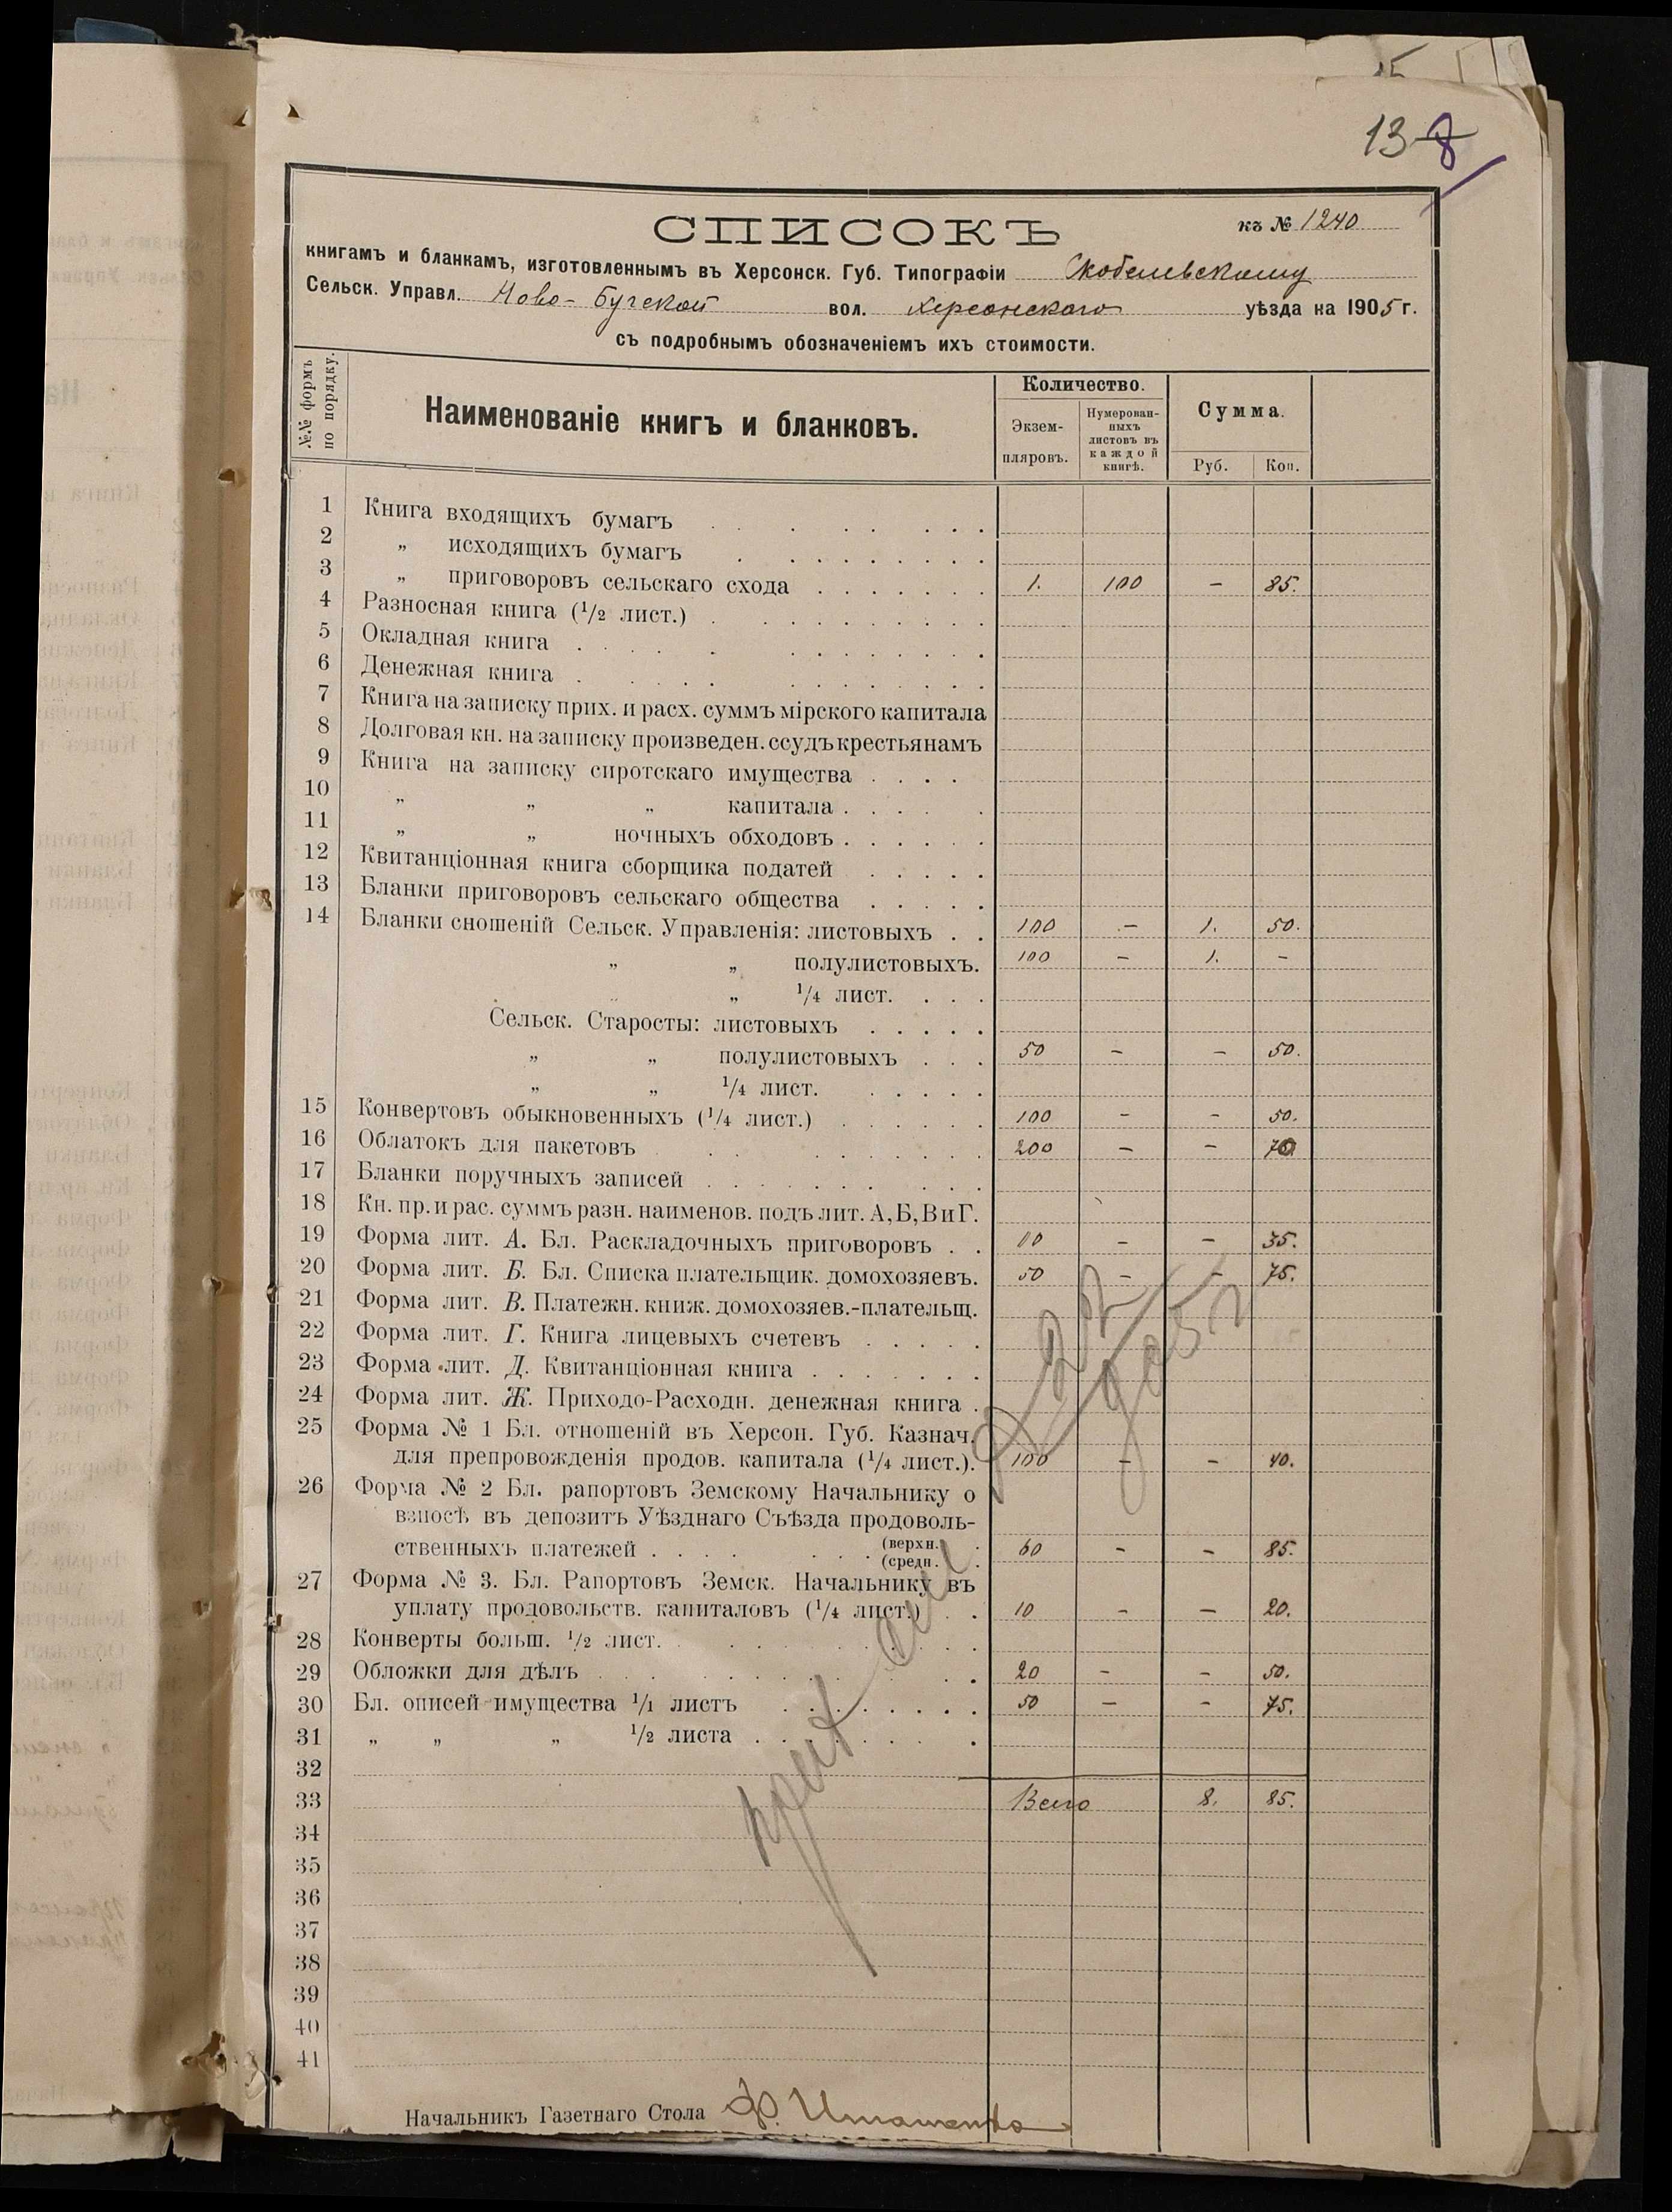 13 8
СПИСОКЪ
къ № 1240
книгамъ и бланкамъ, изготовленнымъ въ Херсонск. Губ. Типографіи Скобелевскому
Сельск. Управл. Ново-Бугской вол. Херсонскаго уѣзда на 1905 г.
съ подробнымъ обозначеніемъ ихъ стоимости.
№№ формъ по порядку.
Наименованіе книгъ и бланковъ.
Количество.
Экзем-
пляровъ.
Нумерован-
ныхъ
листовъ въ
каждой
книгѣ.
Сумма.
Руб. Коп.
1 Книга входящихъ бумагъ
2 „ исходящихъ бумагъ
3 „ приговоровъ сельскаго схода 1. 100 - 85.
4 Разносная книга (1/2 лист.)
5 Окладная книга
6 Денежная книга
7 Книга на записку прих. и расх. суммъ мірского капитала
8 Долговая кн. на записку произведен. ссудъ крестьянамъ
9 Книга на записку сиротскаго имущества
10 „ „ „ капитала
11 „ „ ночныхъ обходовъ
12 Квитанціонная книга сборщика податей
13 Бланки приговоровъ сельскаго общества
14 Бланки сношеній Сельск. Управленія: листовыхъ 100 - 1. 50.
„ „ полулистовыхъ. 100 - 1. -
„ „ 1/4 лист.
Сельск. Старосты: листовыхъ
„ „ полулистовыхъ 50 - - 50.
„ „ 1/4 лист.
15 Конвертовъ обыкновенныхъ (1/4 лист.) 100 - - 50.
16 Облатокъ для пакетовъ 200 - - 70
17 Бланки поручныхъ записей
18 Кн. пр. и рас. суммъ разн. наименов. подъ лит. А, Б, В и Г.
19 Форма лит. А. Бл. Раскладочныхъ приговоровъ 10 - - 35.
20 Форма лит. Б. Бл. Списка плательщик. домохозяевъ. 50 - - 75.
21 Форма лит. В. Платежн. книж. домохозяев.-плательщ.
22 Форма лит. Г. Книга лицевыхъ счетевъ
23 Форма лит. Д. Квитанціонная книга
24 Форма лит. Ж. Приходо-Расходн. денежная книга
25 Форма № 1 Бл. отношеній въ Херсон. Губ. Казнач.
для препровожденія продов. капитала (1/4 лист.). 100 - - 40.
26 Форма № 2 Бл. рапортовъ Земскому Начальнику о
взносѣ въ депозитъ Уѣзднаго Съѣзда продоволь-
ственныхъ платежей (верхн. (средн. 60 - - 85.
27 Форма № 3. Бл. Рапортовъ Земск. Начальнику въ
уплату продовольств. капиталовъ (1/4 лист.) 10 - - 20.
28 Конверты больш. 1/2 лист.
29 Обложки для дѣлъ 20 - - 50.
30 Бл. описей имущества 1/1 листъ 50 - - 75.
31 „ „ „ 1/2 листа
32
33 Всего 8. 85.
34
35
36
37
38
39
40
41
Начальникъ Газетнаго Стола